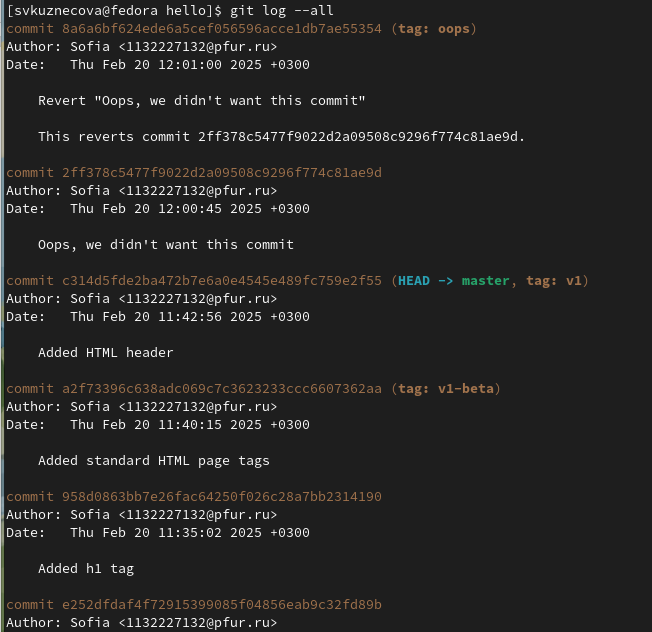 [svkuznecova@fedora hello]$ git log --all
commit 8a6a6bf624ede6a5cef056596acce1db7ae55354 (tag: oops)
Author: Sofia <1132227132@pfur.ru>
Date:   Thu Feb 20 12:01:00 2025 +0300
    Revert "Oops, we didn't want this commit"
    This reverts commit 2ff378c5477f9022d2a09508c9296f774c81ae9d.
commit 2ff378c5477f9022d2a09508c9296f774c81ae9d
Author: Sofia <1132227132@pfur.ru>
Date:   Thu Feb 20 12:00:45 2025 +0300
    Oops, we didn't want this commit
commit c314d5fde2ba472b7e6a0e4545e489fc759e2f55 (HEAD -> master, tag: v1)
Author: Sofia <1132227132@pfur.ru>
Date:   Thu Feb 20 11:42:56 2025 +0300
    Added HTML header
commit a2f73396c638adc069c7c3623233ccc6607362aa (tag: v1-beta)
Author: Sofia <1132227132@pfur.ru>
Date:   Thu Feb 20 11:40:15 2025 +0300
    Added standard HTML page tags
commit 958d0863bb7e26fac64250f026c28a7bb2314190
Author: Sofia <1132227132@pfur.ru>
Date:   Thu Feb 20 11:35:02 2025 +0300
    Added h1 tag
commit e252dfdaf4f72915399085f04856eab9c32fd89b
Author: Sofia <1132227132@pfur.ru>